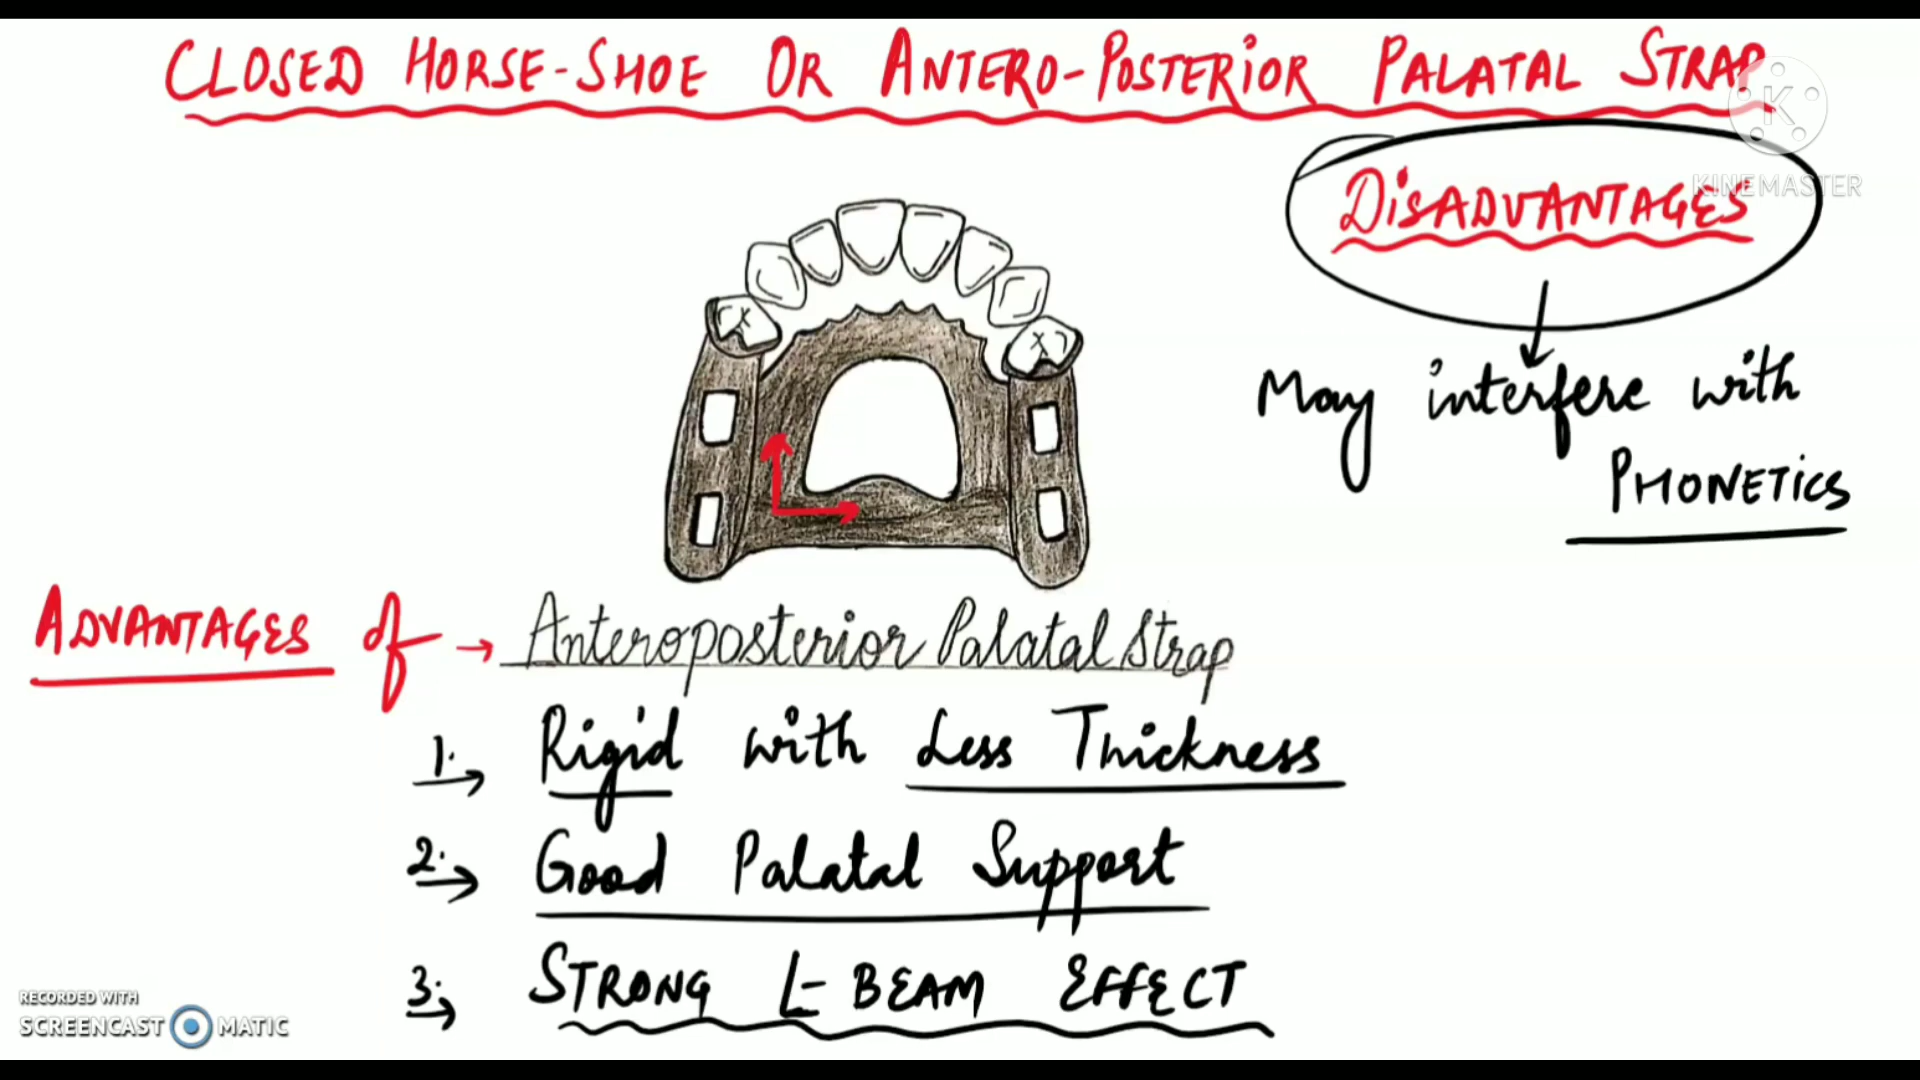 CLOSED HORSE-SHOE OR ANTERO-POSTERIOR PALATAL STRAP
K
KINEMASTER
DISADVANTAGES
May interfere with
PHONETICS
ADVANTAGES of → Anteroposterior Palatal Strap
1. → Rigid with Less Thickness
2. → Good Palatal Support
3. → STRONG L-BEAM EFFECT
RECORDED WITH
SCREENCAST MATIC